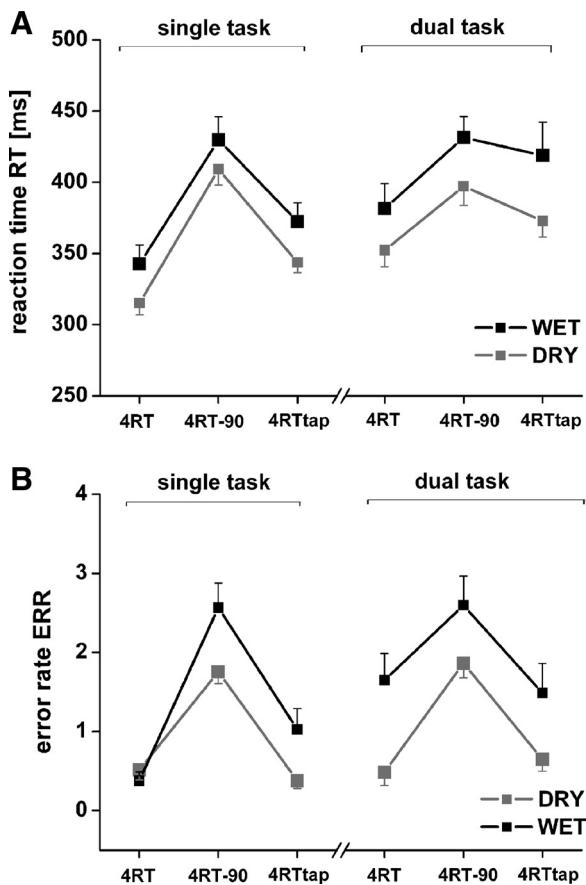 A
single task
dual task
500
450
400
350
300
250
reaction time RT [ms]
WET
DRY
4RT
4RT-90
4RTtap
4RT
4RT-90
4RTtap
B
single task
dual task
4
3
2
1
0
error rate ERR
DRY
WET
4RT
4RT-90
4RTtap
4RT
4RT-90
4RTtap